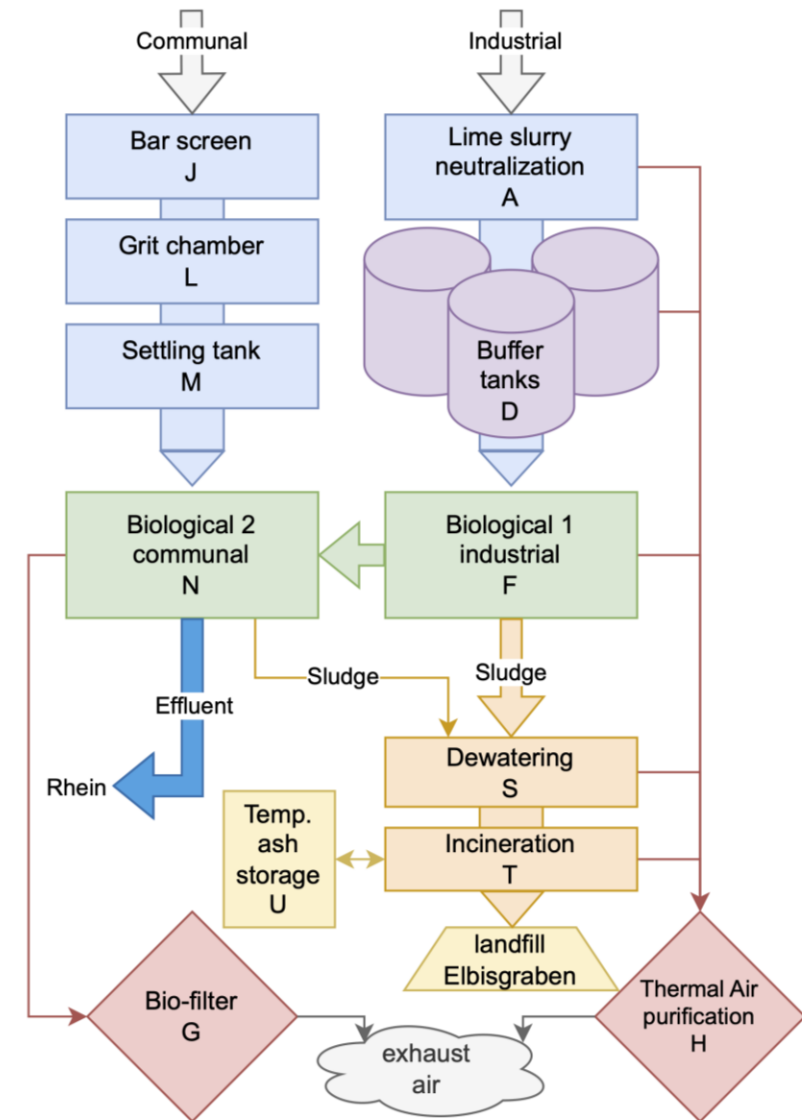 Communal
Industrial
Bar screen
J
Lime slurry
neutralization
A
Grit chamber
L
Settling tank
M
Buffer
tanks
D
Biological 2
communal
N
Biological 1
industrial
F
Sludge
Sludge
Effluent
Rhein
Dewatering
S
Temp.
ash
storage
U
Incineration
T
landfill
Elbisgraben
Bio-filter
G
Thermal Air
purification
H
exhaust
air